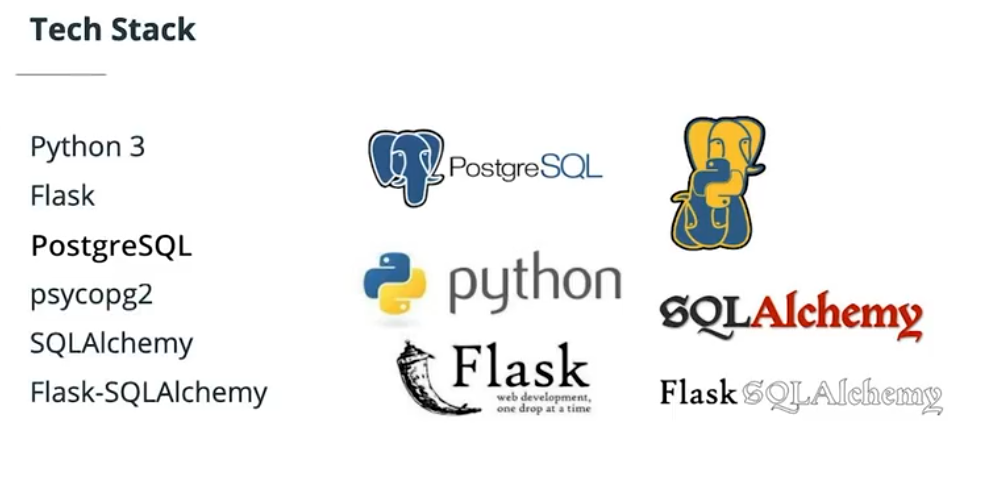 Tech Stack
Python 3
Flask
PostgreSQL
psycopg2
SQLAlchemy
Flask-SQLAlchemy
PostgreSQL
python
Flask
web development,
one drop at a time
SQLAlchemy
Flask SQLAlchemy